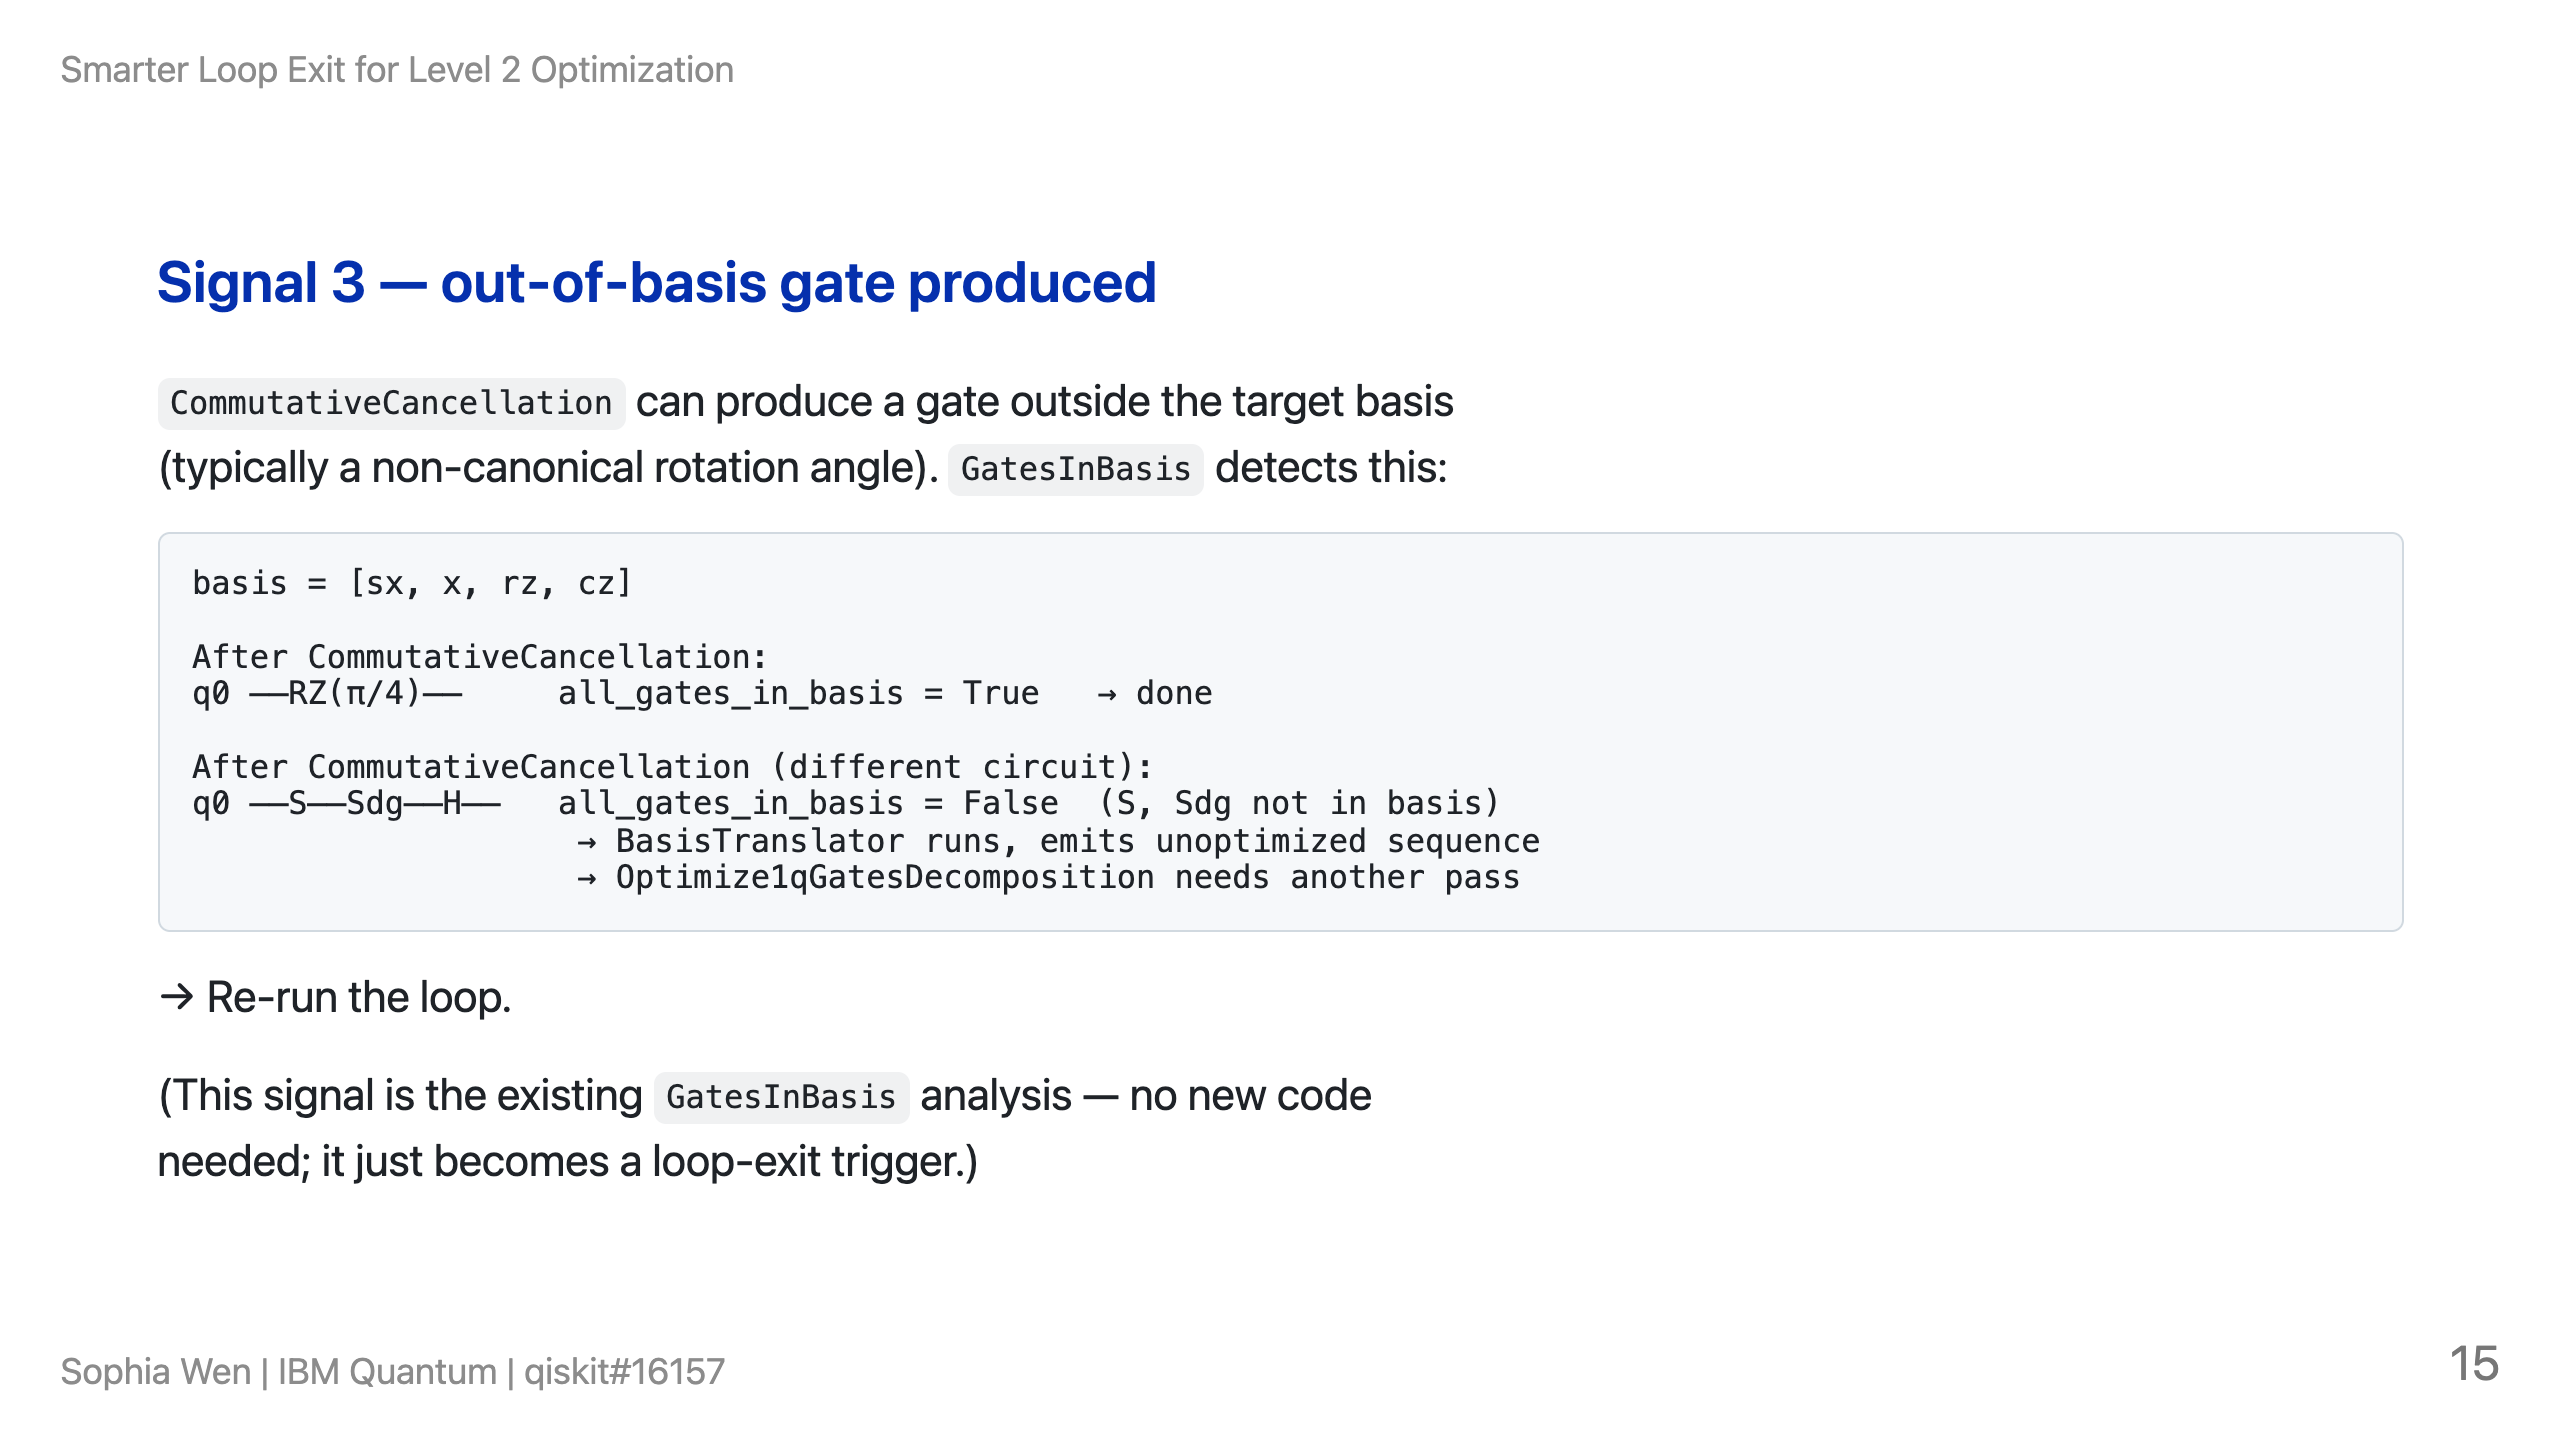 Smarter Loop Exit for Level 2 Optimization
Signal 3 — out-of-basis gate produced
CommutativeCancellation can produce a gate outside the target basis
(typically a non-canonical rotation angle). GatesInBasis detects this:
basis = [sx, x, rz, cz]
After CommutativeCancellation:
q0 ——RZ(π/4)——     all_gates_in_basis = True   → done
After CommutativeCancellation (different circuit):
q0 ——S——Sdg——H——   all_gates_in_basis = False  (S, Sdg not in basis)
→ BasisTranslator runs, emits unoptimized sequence
→ Optimize1qGatesDecomposition needs another pass
→ Re-run the loop.
(This signal is the existing GatesInBasis analysis — no new code
needed; it just becomes a loop-exit trigger.)
Sophia Wen | IBM Quantum | qiskit#16157
15